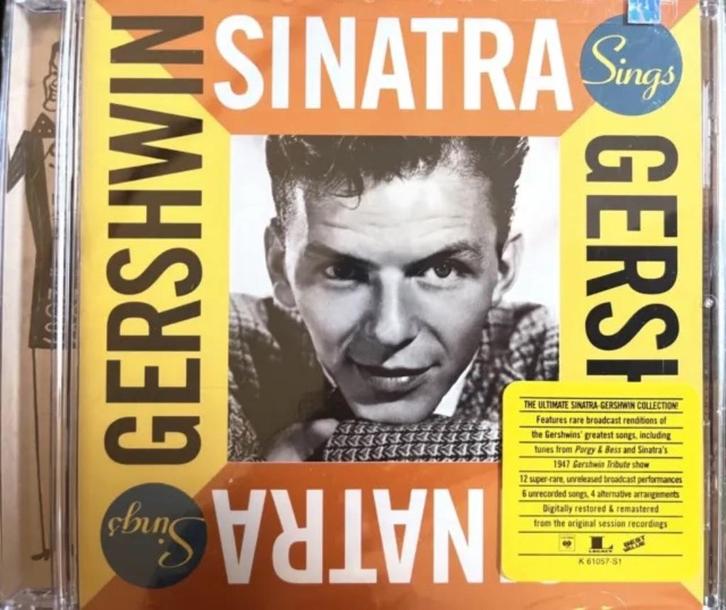 SINATRA
Sings
GERSHWIN
GERSH
THE ULTIMATE SINATRA-GERSHWIN COLLECTION!
Features rare broadcast renditions of
the Gershwins' greatest songs, including
tunes from Porgy & Bess and Sinatra's
1947 Gershwin Tribute show
12 super-rare, unreleased broadcast performances
6 unrecorded songs, 4 alternative arrangements
Digitally restored & remastered
from the original session recordings
LEGACY
K 61057-S1
Sings
NATRA